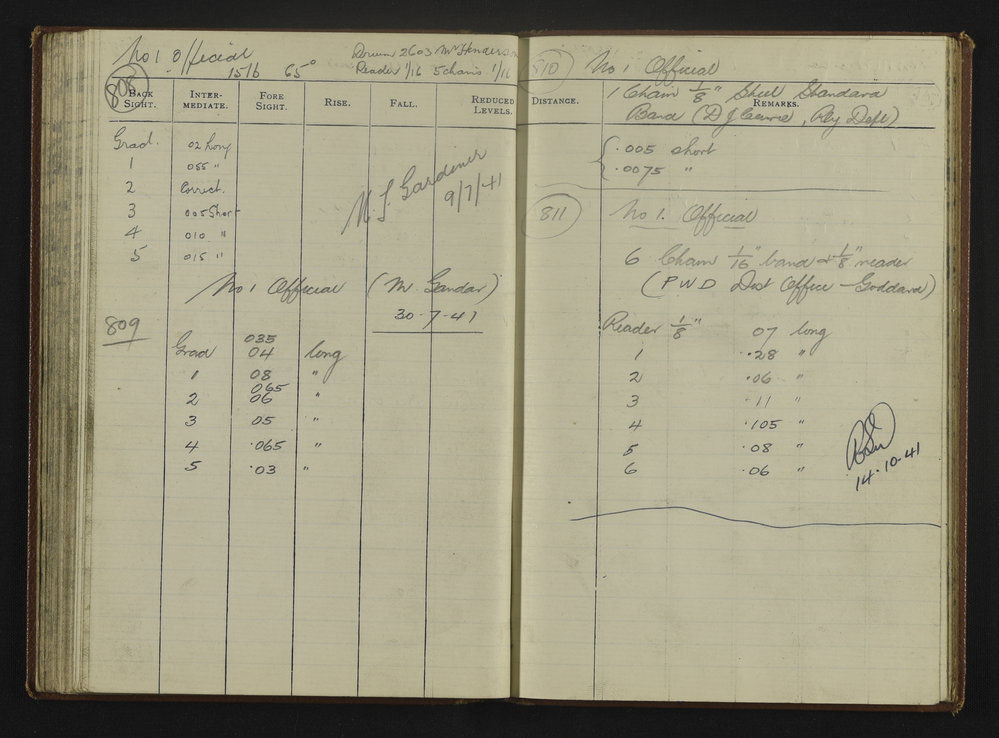 No 1 Official
15 lb 65°
Drum 2603 Mr Henderson
Reader 1/16 5 chains 1/16
808
BACK SIGHT. INTER-MEDIATE. FORE SIGHT. RISE. FALL. REDUCED LEVELS.
Grad. 02 long
1 055 "
2 Correct.
3 005 Short
4 010 "
5 015 "
M. S. Gardiner
9/7/41
No 1 Official (M. Gandar)
30-7-41
809
035
Grad 04 long
1 08 "
065
2 06 "
3 05 "
4 .065 "
5 .03 "
810 No 1 Official
DISTANCE. REMARKS.
1 Chain 1/8" Steel Standard
Band (D J , Rly Dept)
.005 short
.0075 "
811 No 1. Official
6 Chain 1/16" band & 1/8" reader
(PWD Dist Office - Goddard)
Reader 1/8" 07 long
1 .28 "
2 .06 "
3 .11 "
4 .105 "
5 .08 "
6 .06 "
14.10.41